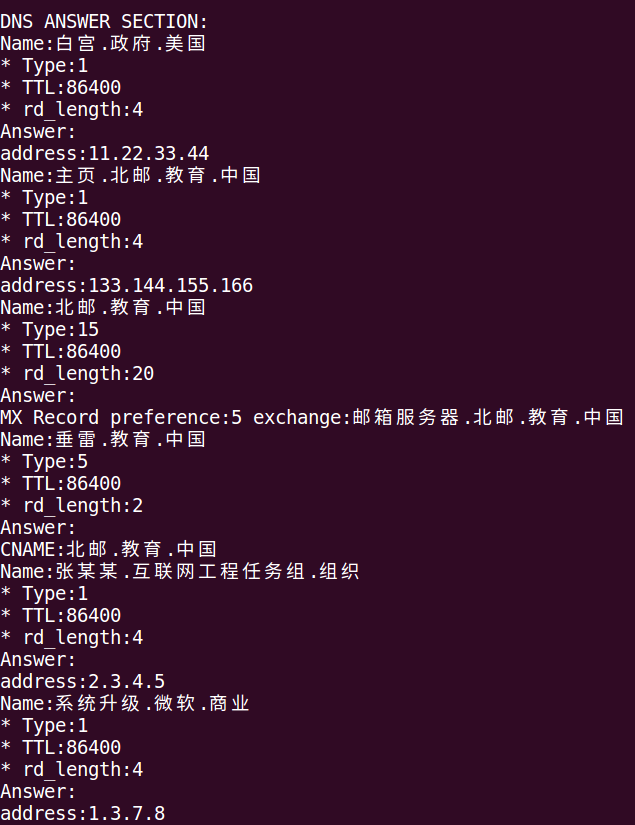 DNS ANSWER SECTION:
Name:白宫.政府.美国
* Type:1
* TTL:86400
* rd_length:4
Answer:
address:11.22.33.44
Name:主页.北邮.教育.中国
* Type:1
* TTL:86400
* rd_length:4
Answer:
address:133.144.155.166
Name:北邮.教育.中国
* Type:15
* TTL:86400
* rd_length:20
Answer:
MX Record preference:5 exchange:邮箱服务器.北邮.教育.中国
Name:垂雷.教育.中国
* Type:5
* TTL:86400
* rd_length:2
Answer:
CNAME:北邮.教育.中国
Name:张某某.互联网工程任务组.组织
* Type:1
* TTL:86400
* rd_length:4
Answer:
address:2.3.4.5
Name:系统升级.微软.商业
* Type:1
* TTL:86400
* rd_length:4
Answer:
address:1.3.7.8